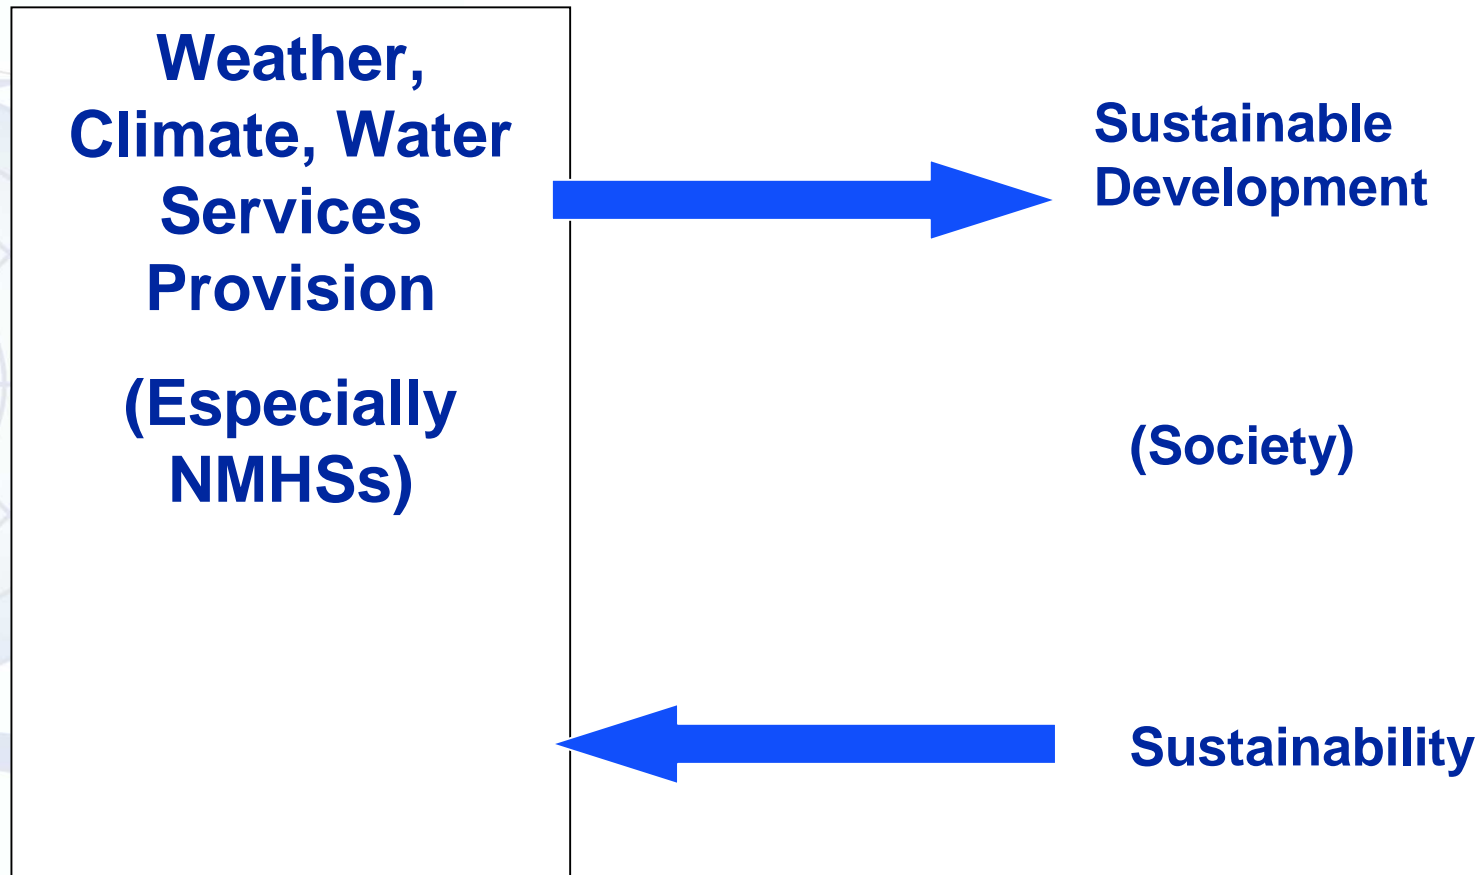 Weather,
Climate, Water
Services
Provision
(Especially
NMHSs)
Sustainable
Development
(Society)
Sustainability